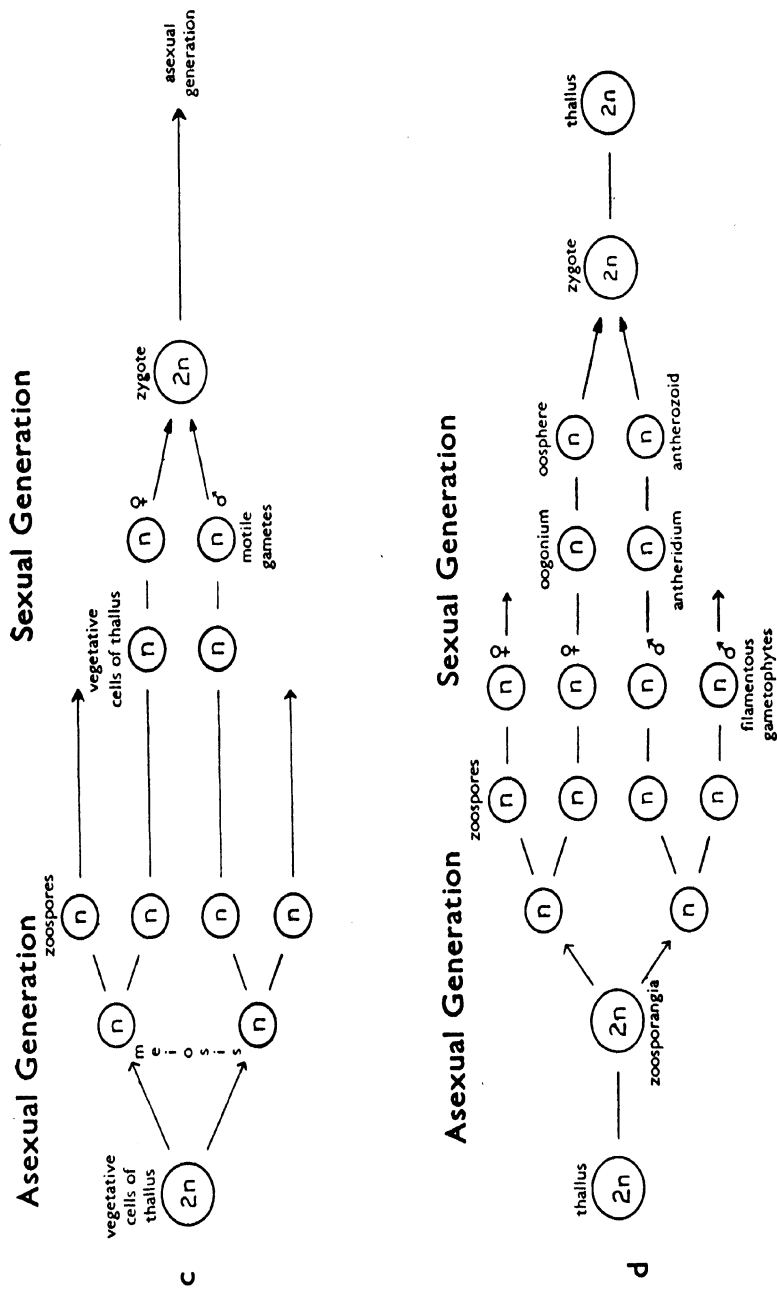 Asexual Generation
Sexual Generation
c
vegetative
cells of
thallus
2n
m e i o s i s
n
n
zoospores
n
n
n
n
vegetative
cells of thallus
n
n
n ♀
n ♂
motile
gametes
zygote
2n
asexual
generation
Asexual Generation
Sexual Generation
d
thallus
2n
2n
zoosporangia
n
n
zoospores
n
n
n
n
n ♀
n ♀
n ♂
n ♂
filamentous
gametophytes
oogonium
n
n
antheridium
oosphere
n
n
antherozoid
zygote
2n
thallus
2n